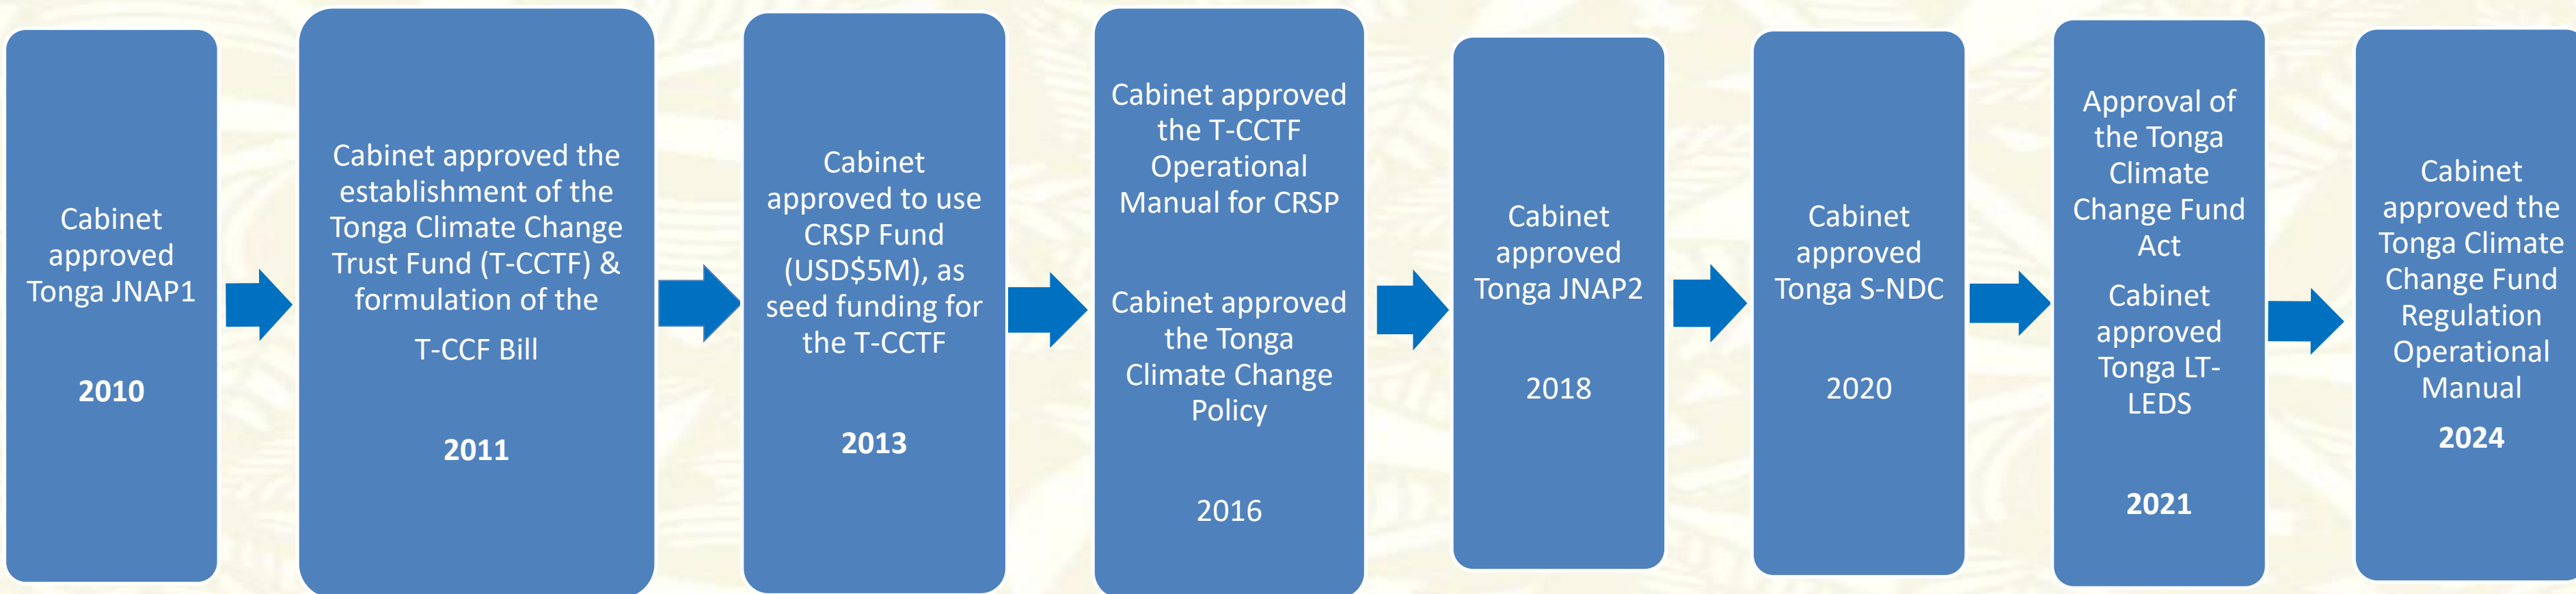 Cabinet
approved
Tonga JNAP1
2010
Cabinet approved the
establishment of the
Tonga Climate Change
Trust Fund (T-CCTF) &
formulation of the
T-CCF Bill
2011
Cabinet
approved to use
CRSP Fund
(USD$5M), as
seed funding for
the T-CCTF
2013
Cabinet approved
the T-CCTF
Operational
Manual for CRSP
Cabinet approved
the Tonga
Climate Change
Policy
2016
Cabinet
approved
Tonga JNAP2
2018
Cabinet
approved
Tonga S-NDC
2020
Approval of
the Tonga
Climate
Change Fund
Act
Cabinet
approved
Tonga LT-
LEDS
2021
Cabinet
approved the
Tonga Climate
Change Fund
Regulation
Operational
Manual
2024